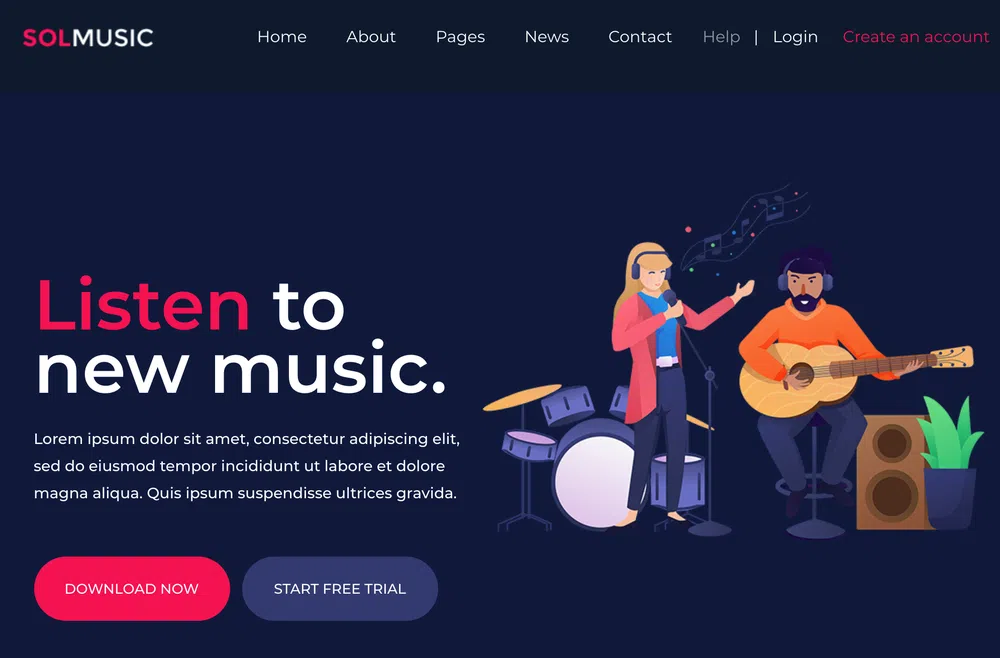 SOLMUSIC
Home About Pages News Contact Help | Login Create an account
Listen to
new music.
Lorem ipsum dolor sit amet, consectetur adipiscing elit,
sed do eiusmod tempor incididunt ut labore et dolore
magna aliqua. Quis ipsum suspendisse ultrices gravida.
DOWNLOAD NOW
START FREE TRIAL